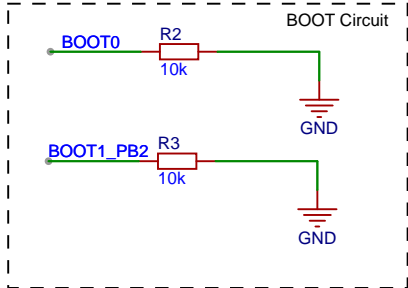 BOOT Circuit
BOOT0
R2
10k
GND
BOOT1_PB2
R3
10k
GND